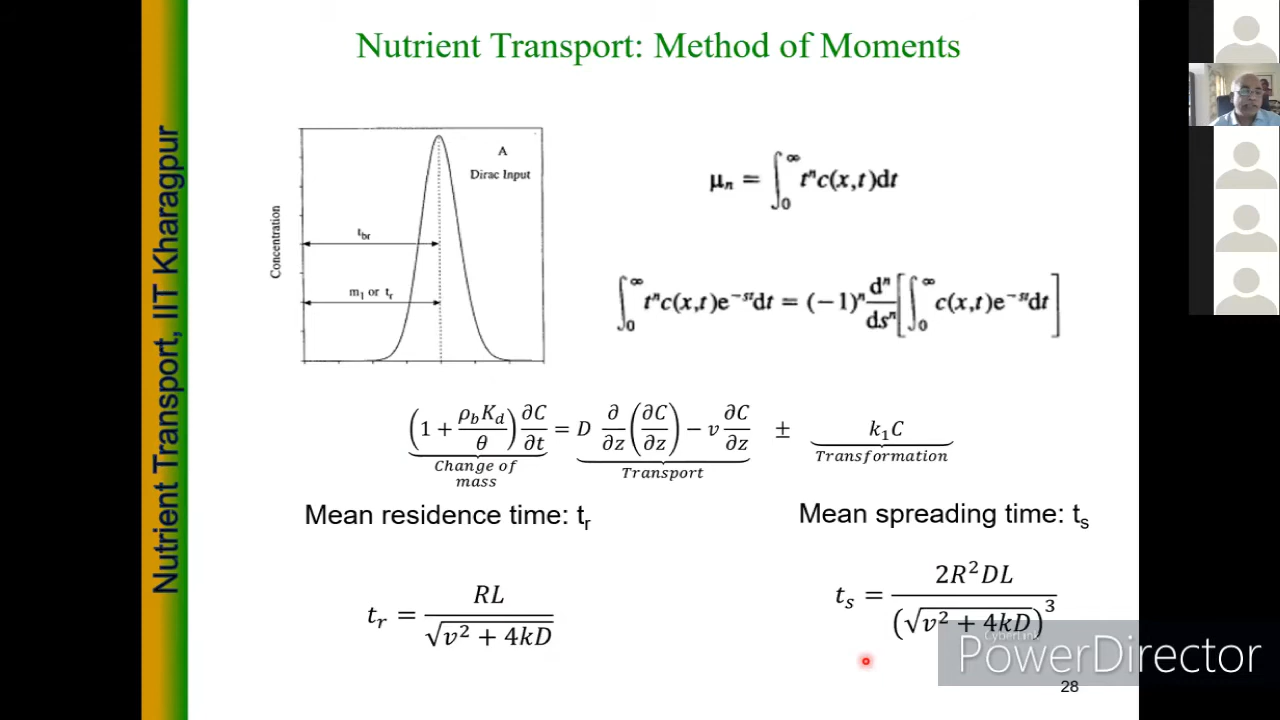 Nutrient Transport: Method of Moments
Nutrient Transport, IIT Kharagpur
A
Dirac Input
Concentration
t_br
m_1 or t_r
μ_n = ∫_0^∞ t^n c(x,t)dt
∫_0^∞ t^n c(x,t)e^{-st}dt = (-1)^n d^n/ds^n [∫_0^∞ c(x,t)e^{-st}dt]
(1 + ρ_b K_d/θ) ∂C/∂t = D ∂/∂z (∂C/∂z) − v ∂C/∂z ± k_1C
Change of mass
Transport
Transformation
Mean residence time: t_r
Mean spreading time: t_s
t_r = RL/√(v² + 4kD)
t_s = 2R²DL/(√(v² + 4kD))³
CyberLink
PowerDirector
28